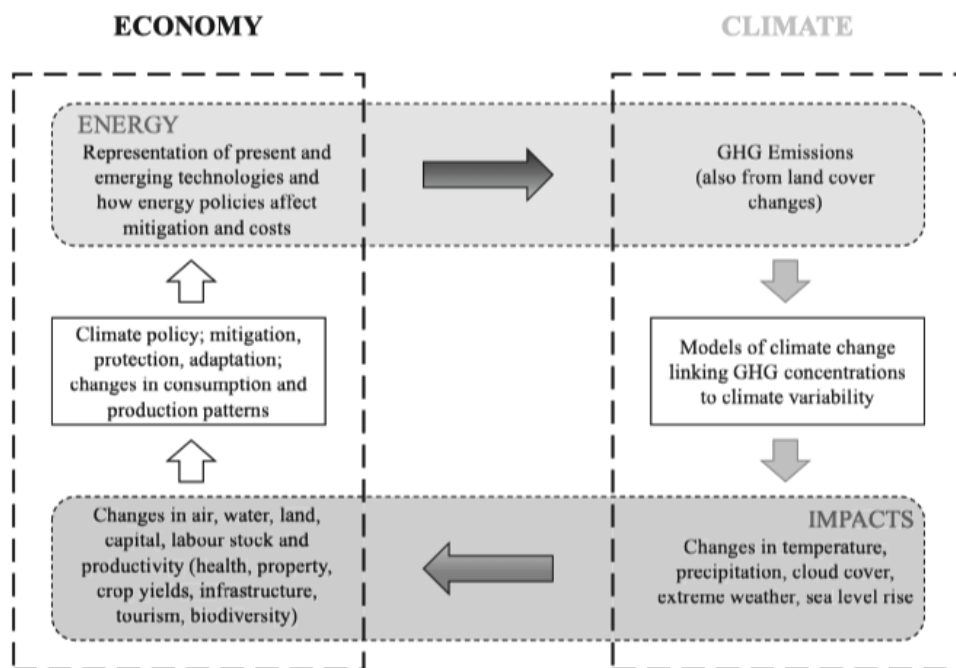 ECONOMY
CLIMATE
ENERGY
Representation of present and
emerging technologies and
how energy policies affect
mitigation and costs
GHG Emissions
(also from land cover
changes)
Climate policy; mitigation,
protection, adaptation;
changes in consumption and
production patterns
Models of climate change
linking GHG concentrations
to climate variability
Changes in air, water, land,
capital, labour stock and
productivity (health, property,
crop yields, infrastructure,
tourism, biodiversity)
IMPACTS
Changes in temperature,
precipitation, cloud cover,
extreme weather, sea level rise